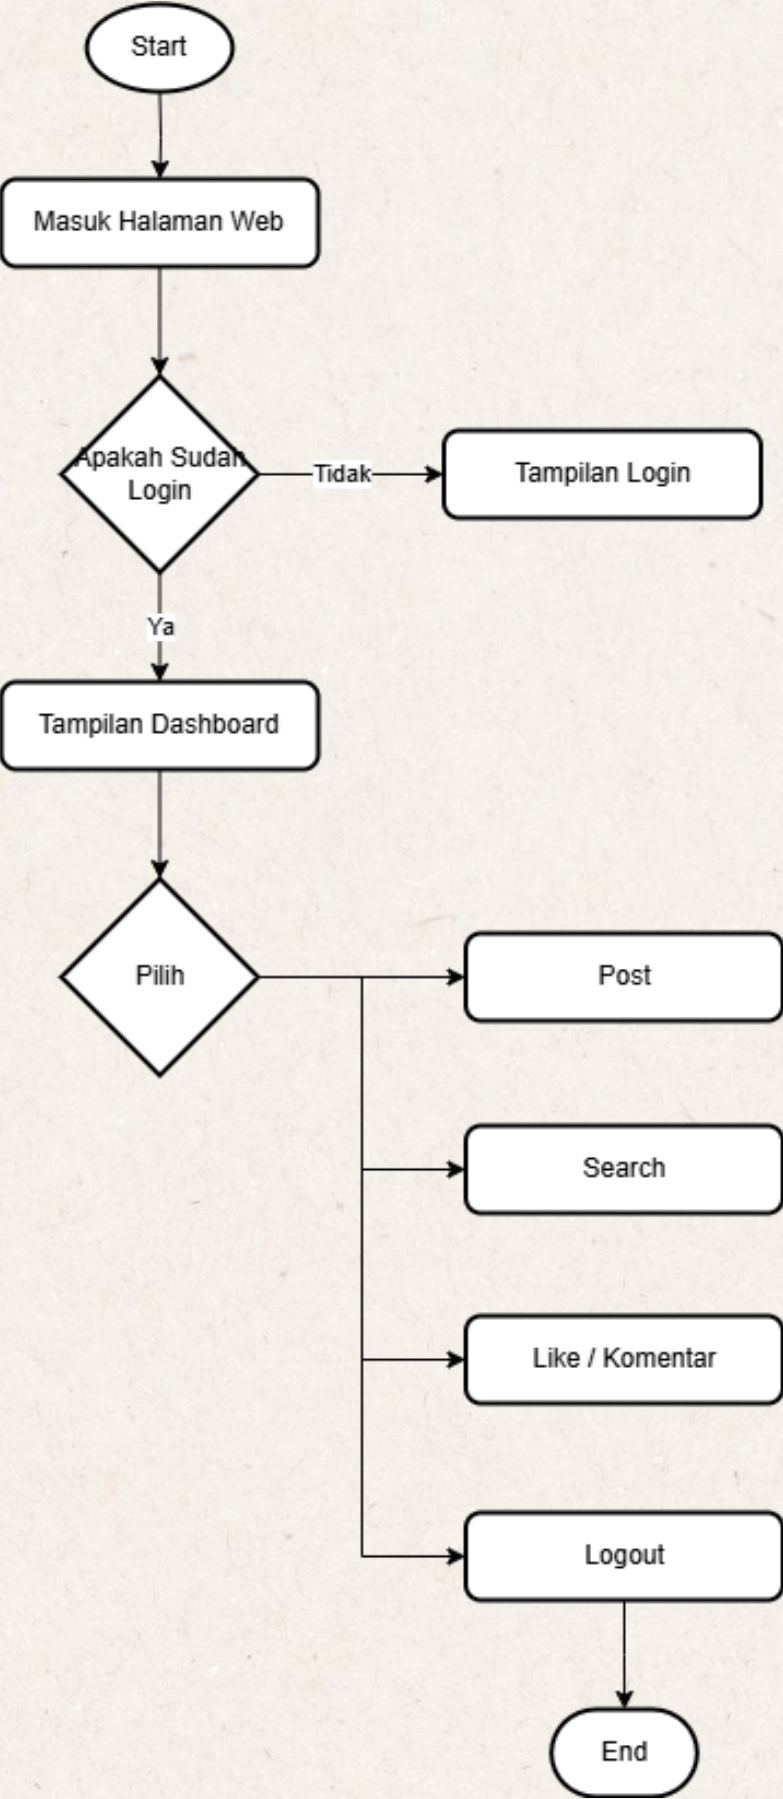 Start
Masuk Halaman Web
Apakah Sudah
Login
Tidak
Tampilan Login
Ya
Tampilan Dashboard
Pilih
Post
Search
Like / Komentar
Logout
End